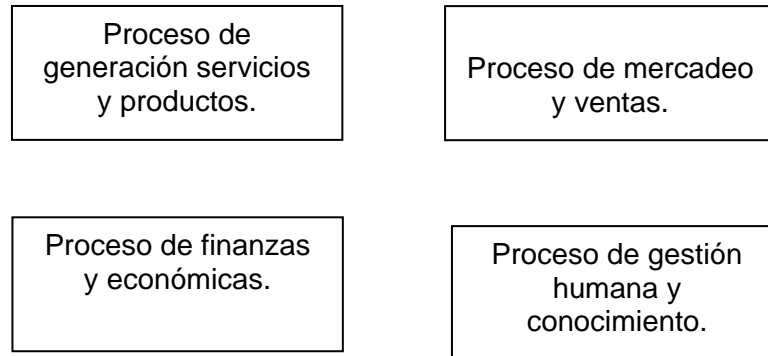 Proceso de
generación servicios
y productos.
Proceso de mercadeo
y ventas.
Proceso de finanzas
y económicas.
Proceso de gestión
humana y
conocimiento.